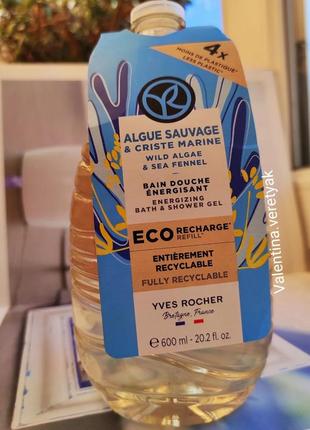 4x
MOINS DE PLASTIQUE*
LESS PLASTIC*
ALGUE SAUVAGE
& CRISTE MARINE
WILD ALGAE
& SEA FENNEL
BAIN DOUCHE
ÉNERGISANT
ENERGIZING
BATH & SHOWER GEL
ECO RECHARGE*
REFILL*
ENTIÈREMENT
RECYCLABLE
FULLY RECYCLABLE
YVES ROCHER
Bretagne, France
℮ 600 ml - 20.2 fl. oz.
Valentina.veretyak